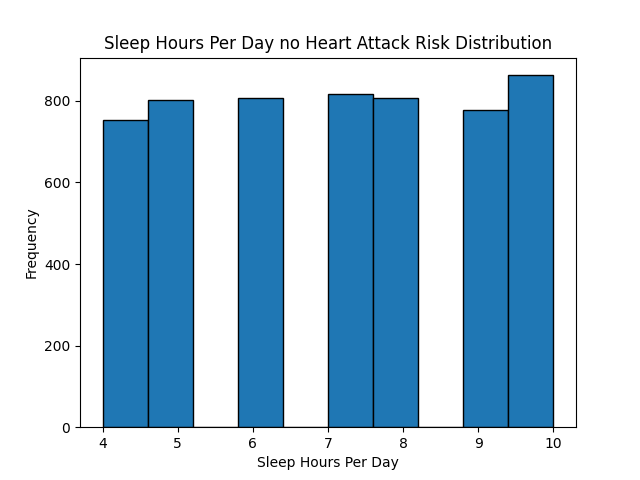 Sleep Hours Per Day no Heart Attack Risk Distribution
800
600
400
200
0
Frequency
4 5 6 7 8 9 10
Sleep Hours Per Day